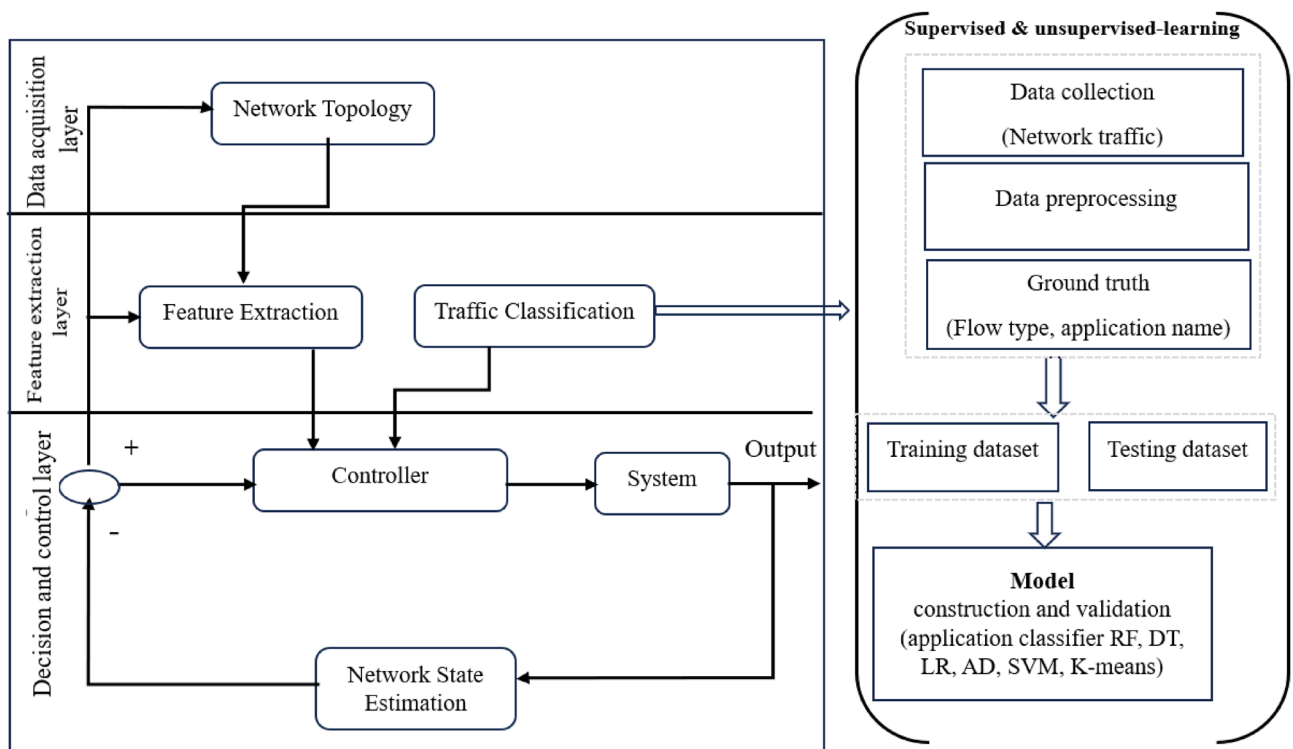 Data acquisition
layer
Network Topology
Feature extraction
layer
Feature Extraction
Traffic Classification
Decision and control layer
+
-
Controller
System
Output
Network State
Estimation
Supervised & unsupervised-learning
Data collection
(Network traffic)
Data preprocessing
Ground truth
(Flow type, application name)
Training dataset
Testing dataset
Model
construction and validation
(application classifier RF, DT,
LR, AD, SVM, K-means)